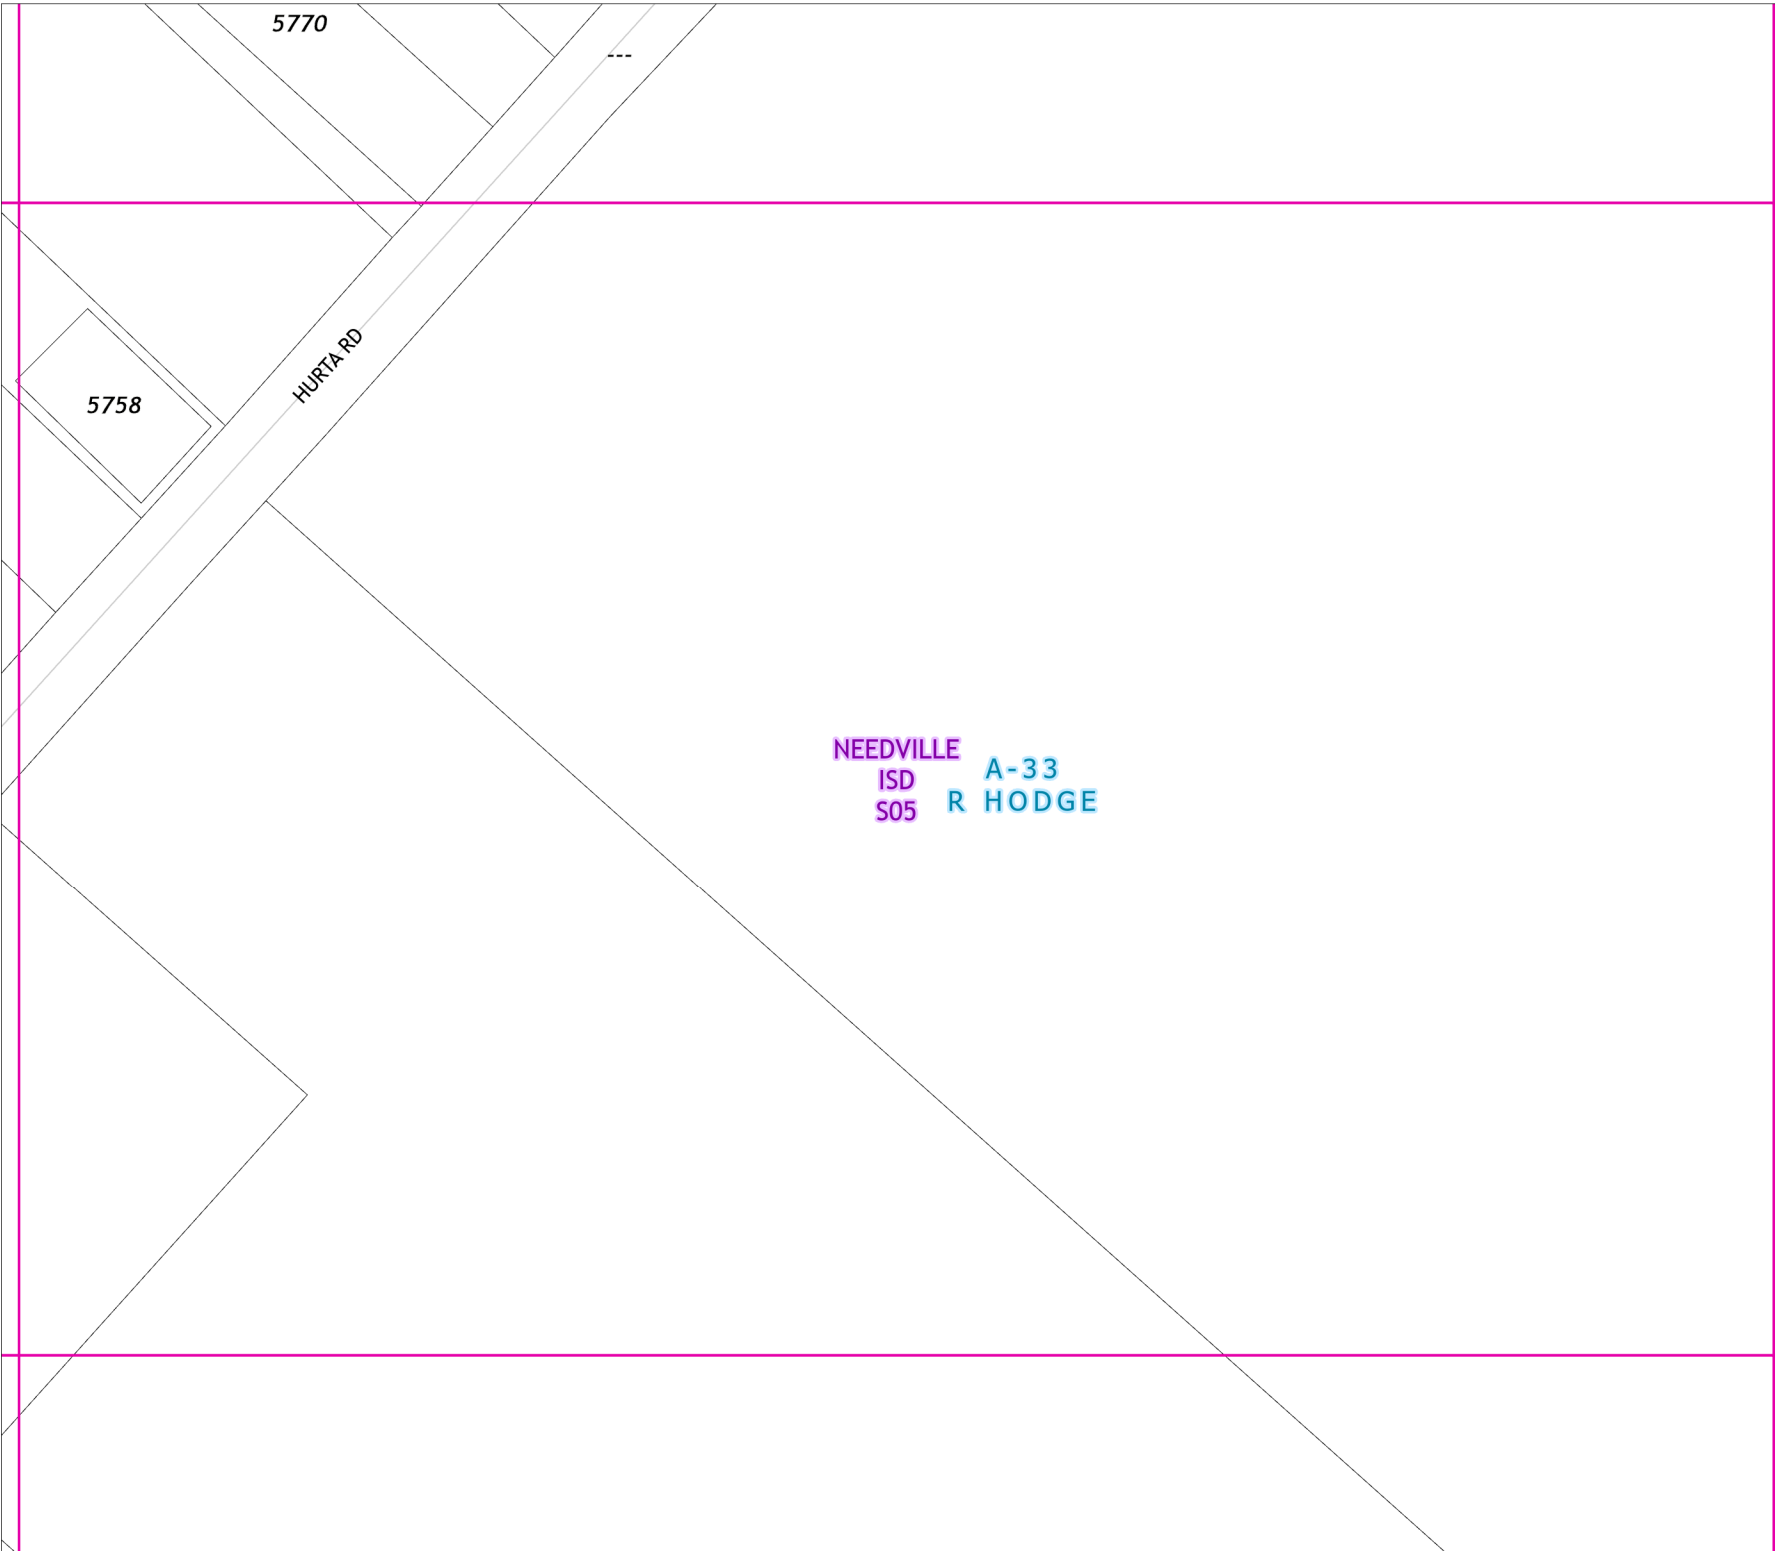 5770
---
HURTA RD
5758
NEEDVILLE
ISD
S05
A-33
R HODGE